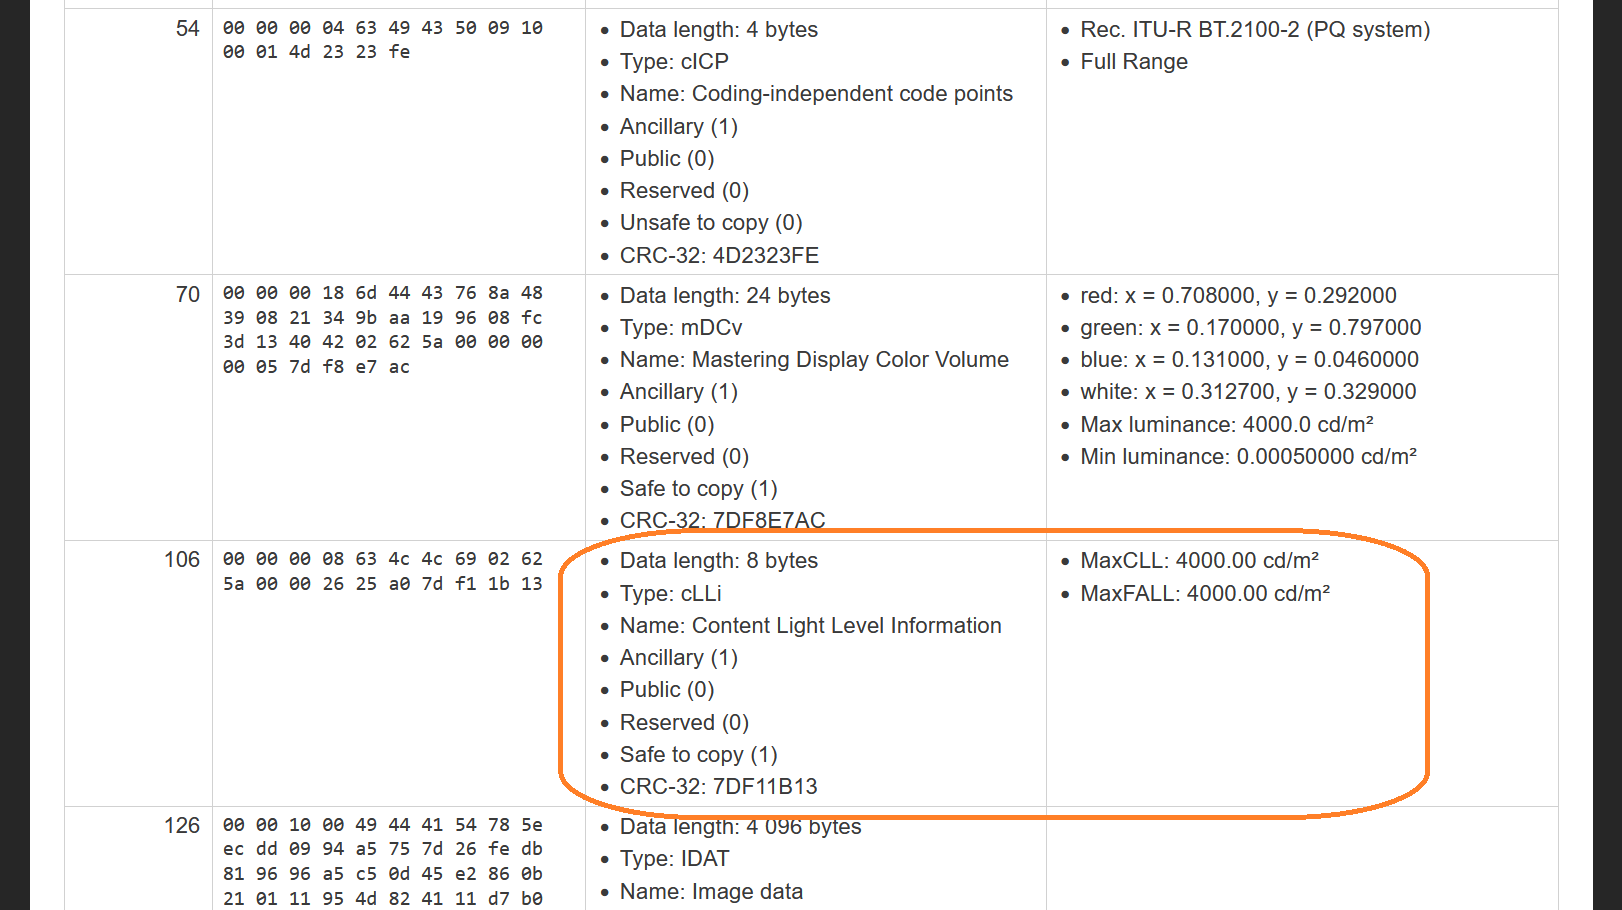 54
00 00 00 04 63 49 43 50 09 10
00 01 4d 23 23 fe
Data length: 4 bytes
Type: cICP
Name: Coding-independent code points
Ancillary (1)
Public (0)
Reserved (0)
Unsafe to copy (0)
CRC-32: 4D2323FE
Rec. ITU-R BT.2100-2 (PQ system)
Full Range
70
00 00 00 18 6d 44 43 76 8a 48
39 08 21 34 9b aa 19 96 08 fc
3d 13 40 42 02 62 5a 00 00 00
00 05 7d f8 e7 ac
Data length: 24 bytes
Type: mDCv
Name: Mastering Display Color Volume
Ancillary (1)
Public (0)
Reserved (0)
Safe to copy (1)
CRC-32: 7DF8E7AC
red: x = 0.708000, y = 0.292000
green: x = 0.170000, y = 0.797000
blue: x = 0.131000, y = 0.0460000
white: x = 0.312700, y = 0.329000
Max luminance: 4000.0 cd/m²
Min luminance: 0.00050000 cd/m²
106
00 00 00 08 63 4c 4c 69 02 62
5a 00 00 26 25 a0 7d f1 1b 13
Data length: 8 bytes
Type: cLLi
Name: Content Light Level Information
Ancillary (1)
Public (0)
Reserved (0)
Safe to copy (1)
CRC-32: 7DF11B13
MaxCLL: 4000.00 cd/m²
MaxFALL: 4000.00 cd/m²
126
00 00 10 00 49 44 41 54 78 5e
ec dd 09 94 a5 75 7d 26 fe db
81 96 96 a5 c5 0d 45 e2 86 0b
21 01 11 95 4d 82 41 11 d7 b0
Data length: 4 096 bytes
Type: IDAT
Name: Image data